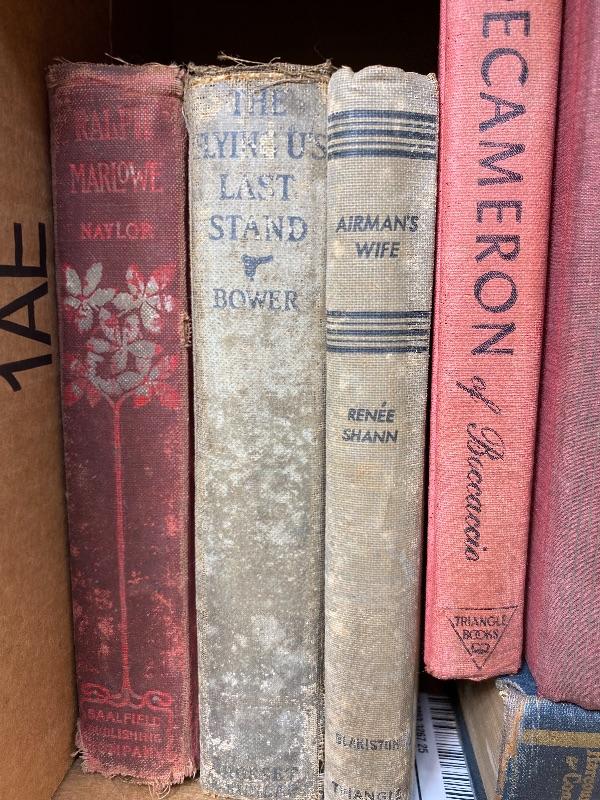 1AE
RALPH
MARLOWE
NAYLOR
SAALFIELD
PUBLISHING
COMPANY
THE
FLYING U'S
LAST
STAND
BOWER
AIRMAN'S
WIFE
RENÉE
SHANN
BLAKISTON
TRIANGLE
DECAMERON of Boccaccio
TRIANGLE
BOOKS